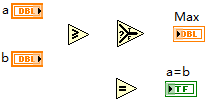 a DBL
≥
?
T
F
Max
DBL
b DBL
=
a=b
TF